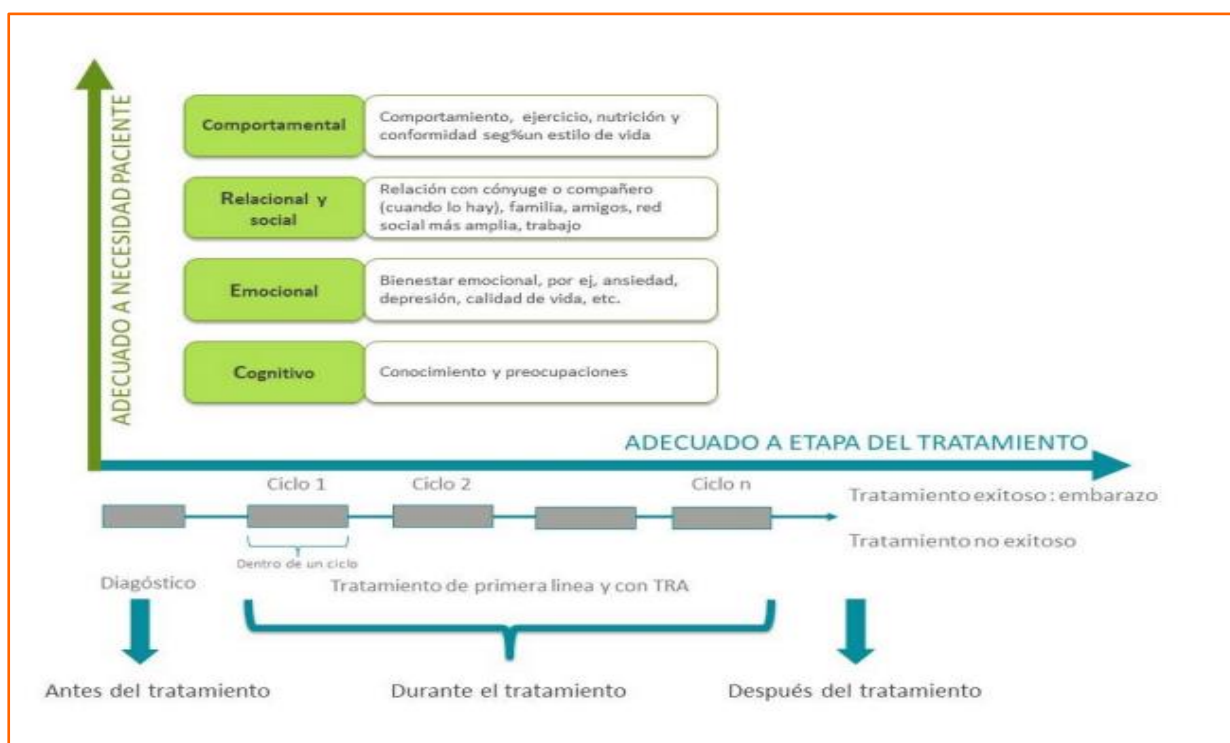 ADECUADO A NECESIDAD PACIENTE
Comportamental
Comportamiento, ejercicio, nutrición y
conformidad seg%un estilo de vida
Relacional y
social
Relación con cónyuge o compañero
(cuando lo hay), familia, amigos, red
social más amplia, trabajo
Emocional
Bienestar emocional, por ej, ansiedad,
depresión, calidad de vida, etc.
Cognitivo
Conocimiento y preocupaciones
ADECUADO A ETAPA DEL TRATAMIENTO
Ciclo 1
Ciclo 2
Ciclo n
Tratamiento exitoso : embarazo
Tratamiento no exitoso
Dentro de un ciclo
Diagóstico
Tratamiento de primera linea y con TRA
Antes del tratamiento
Durante el tratamiento
Después del tratamiento